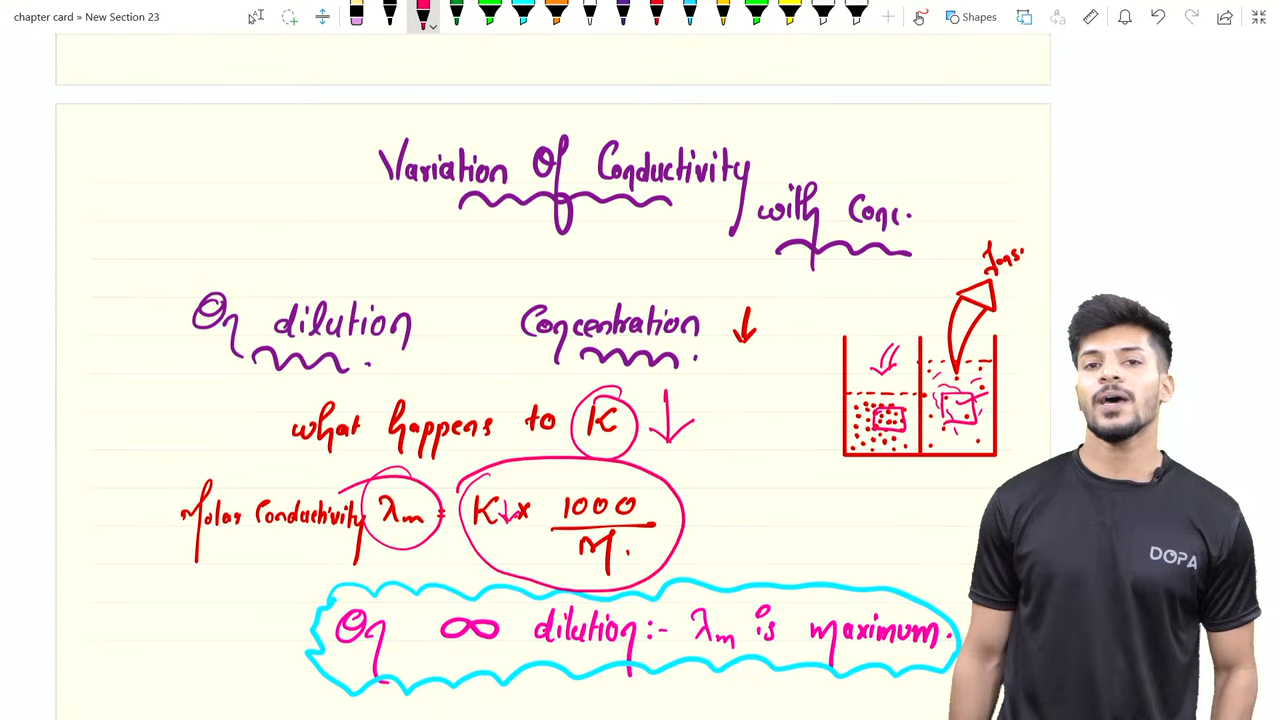 chapter card » New Section 23
Shapes
Variation Of Conductivity
with Conc.
Ions.
On dilution. Concentration. ↓
what happens to K ↓
Molar Conductivity λm = K↓ × 1000/M.
DOPA
On ∞ dilution:- λm is maximum.